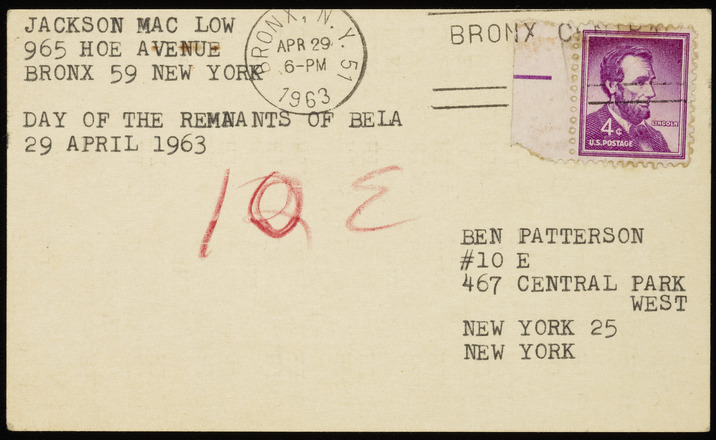 JACKSON MAC LOW
965 HOE AVENUE
BRONX 59 NEW YORK
DAY OF THE REMNANTS OF BELA
29 APRIL 1963
BRONX, N.Y. 51
APR 29
6-PM
1963
BRONX
LINCOLN
4¢
U.S. POSTAGE
10 E
BEN PATTERSON
#10 E
467 CENTRAL PARK
WEST
NEW YORK 25
NEW YORK